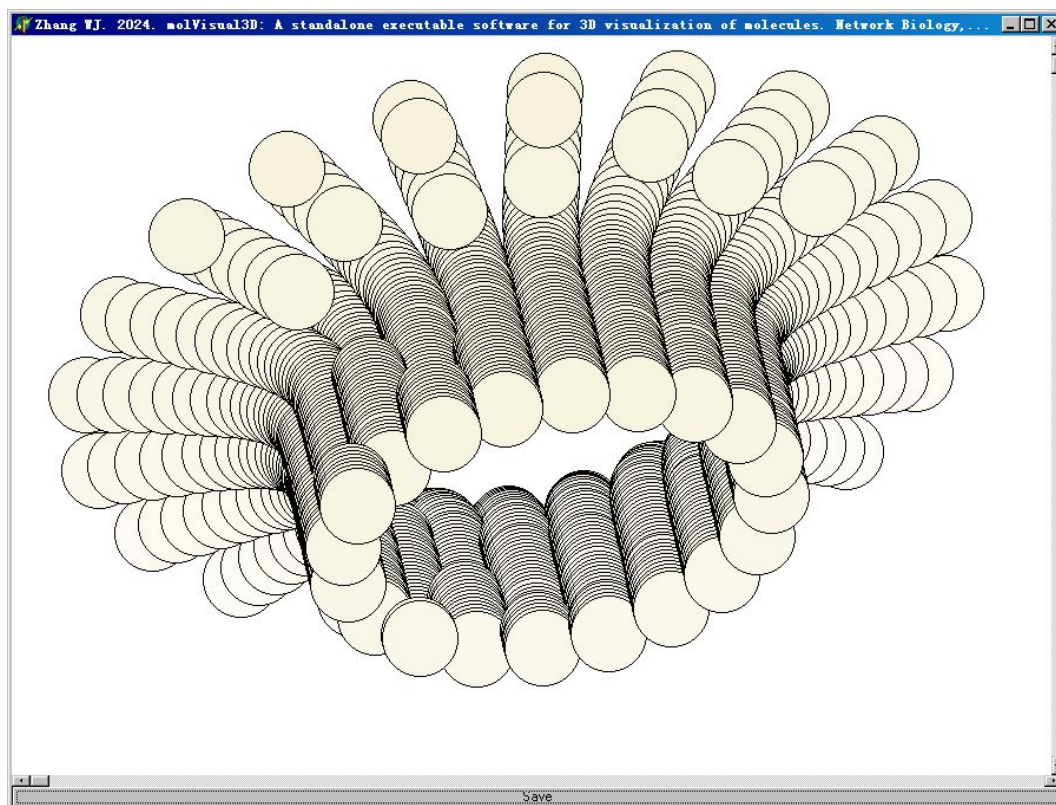 Zhang WJ. 2024. molVisual3D: A standalone executable software for 3D visualization of molecules. Network Biology,...
Save